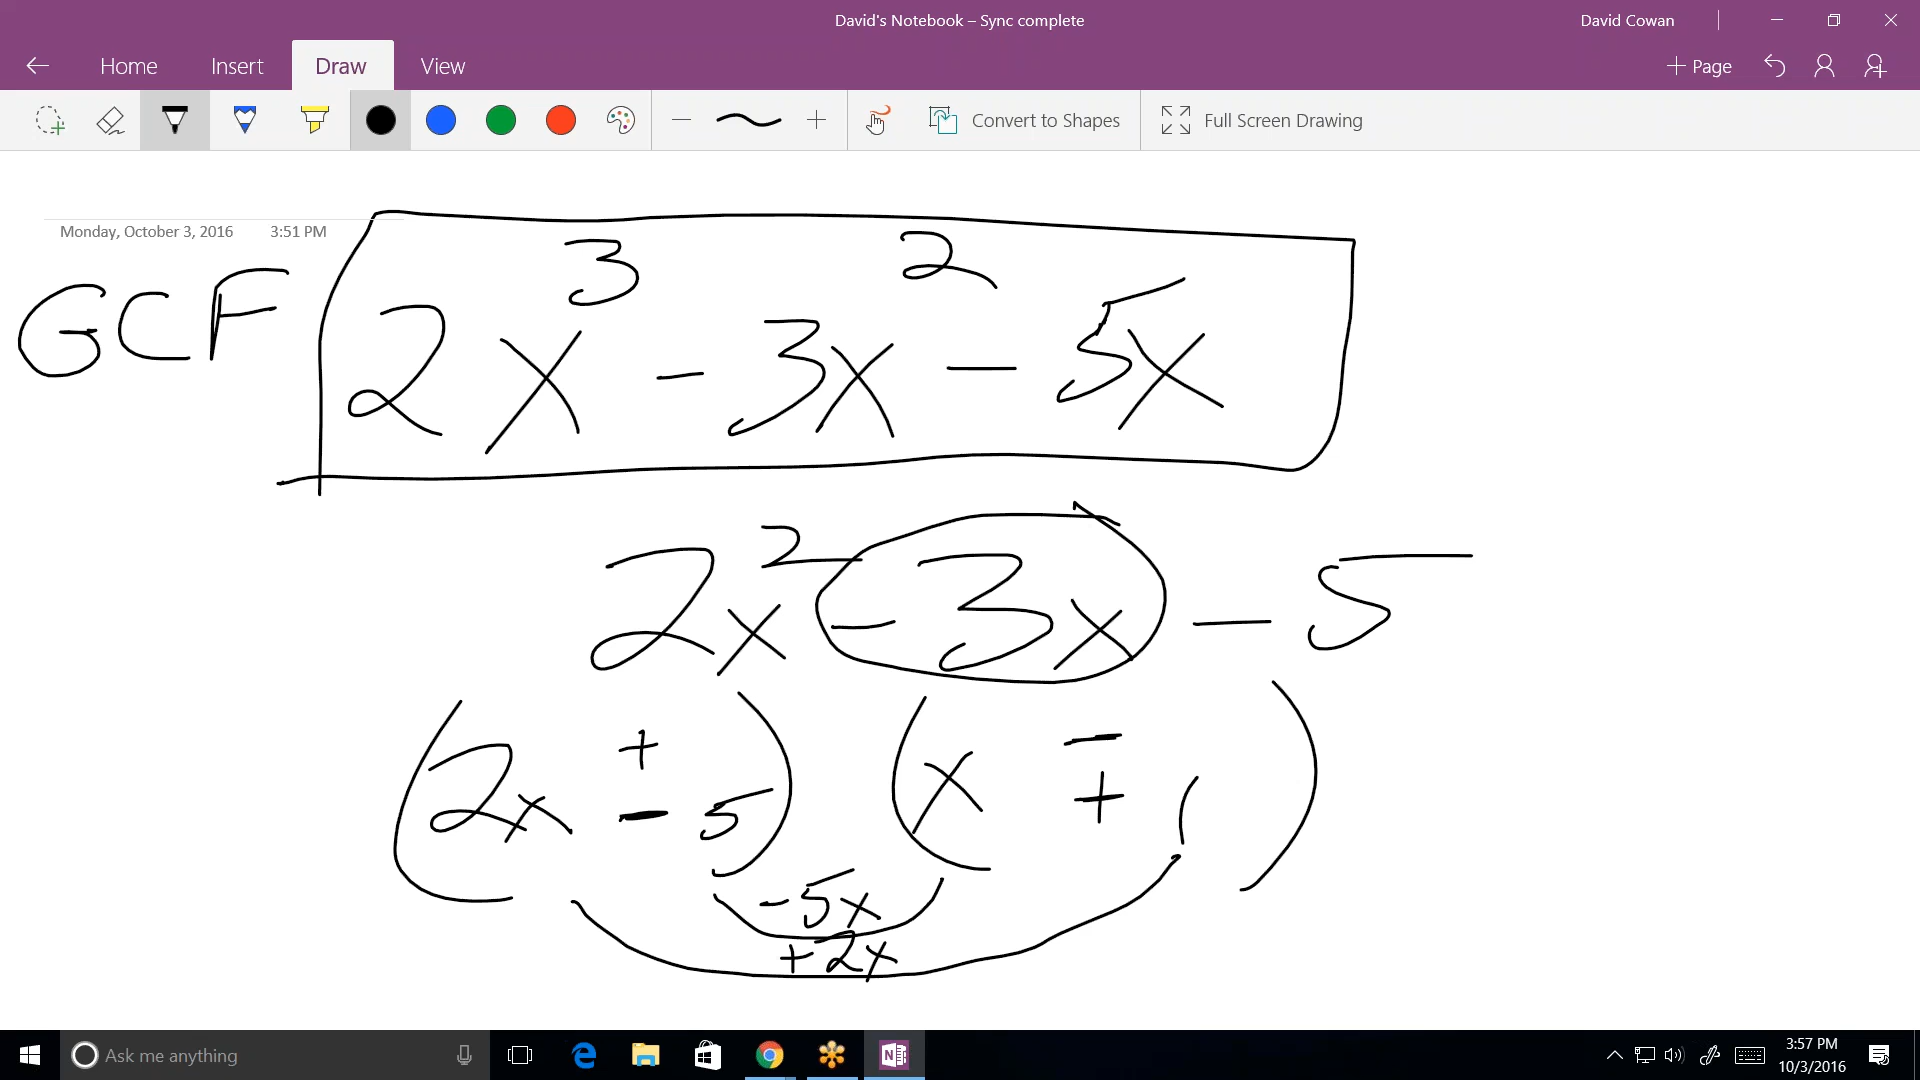 David's Notebook – Sync complete
David Cowan
Home Insert Draw View
+ Page
Convert to Shapes
Full Screen Drawing
Monday, October 3, 2016 3:51 PM
GCF 2x³ - 3x² - 5x
2x² - 3x - 5
+ -
(2x - 5) (x + 1)
-5x
+2x
Ask me anything
3:57 PM
10/3/2016